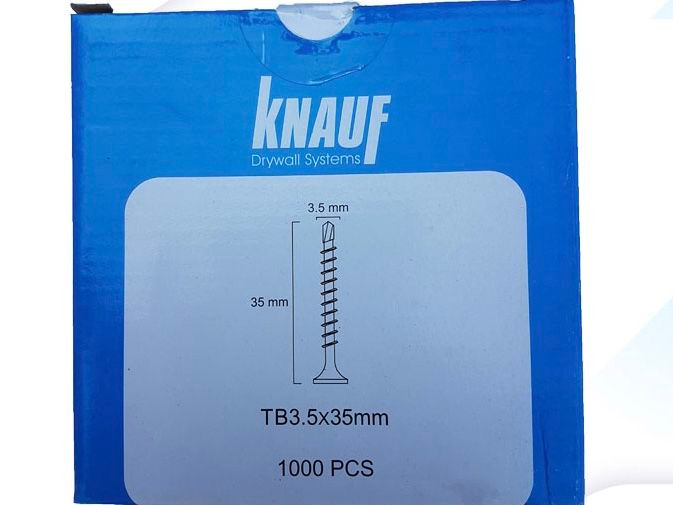 KNAUF
Drywall Systems
3.5 mm
35 mm
TB3.5x35mm
1000 PCS